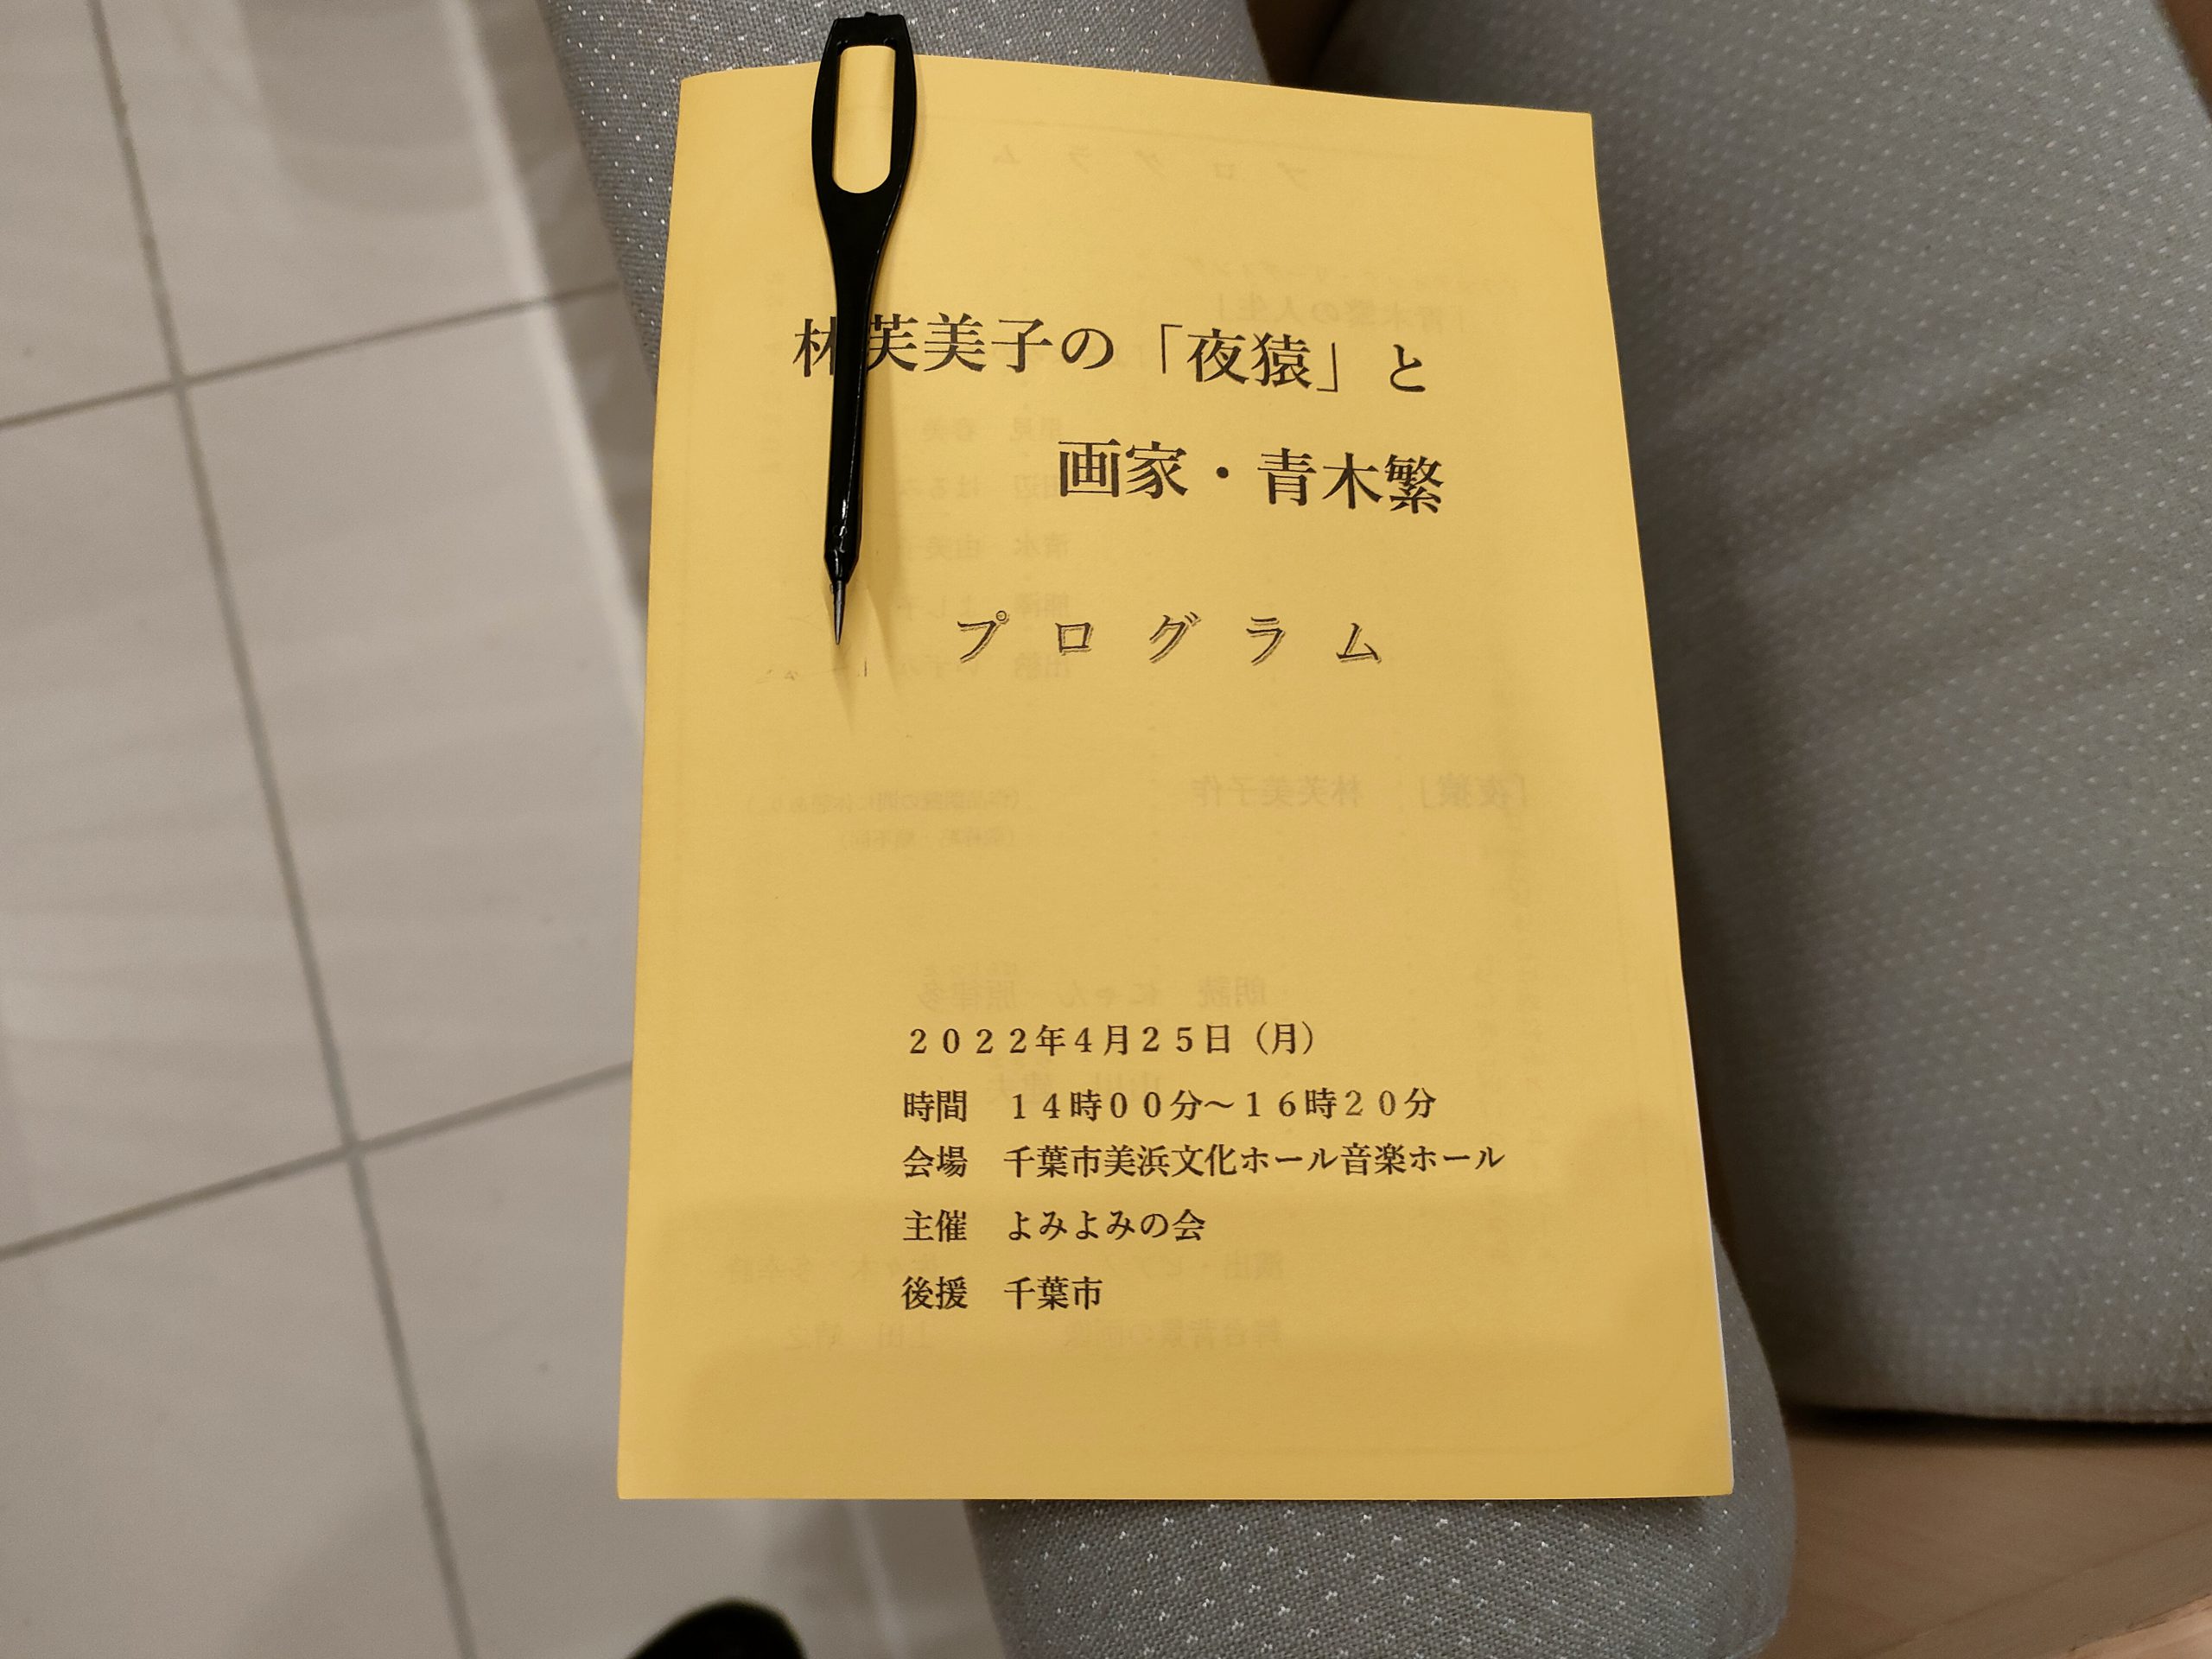 林芙美子の「夜猿」と
画家・青木繁
プログラム
２０２２年４月２５日（月）
時間　１４時００分～１６時２０分
会場　千葉市美浜文化ホール音楽ホール
主催　よみよみの会
後援　千葉市